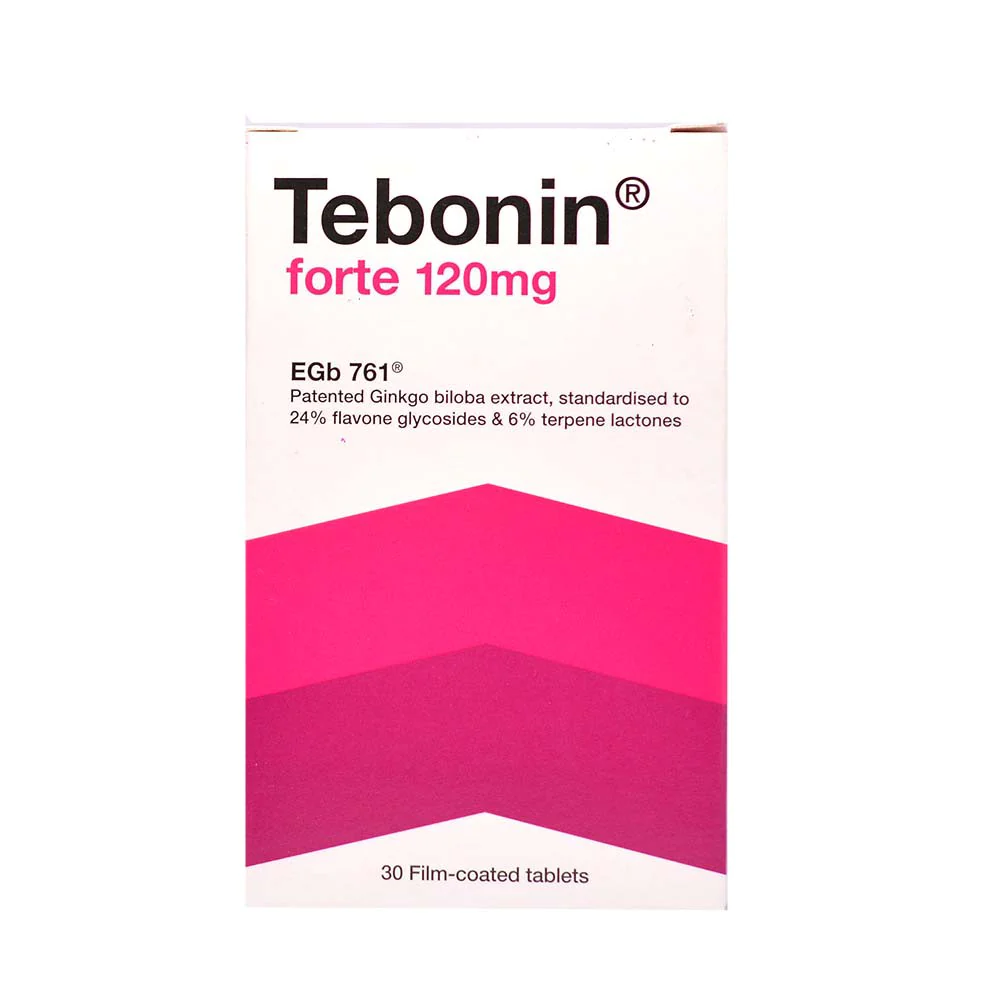 Tebonin®
forte 120mg
EGb 761®
Patented Ginkgo biloba extract, standardised to
24% flavone glycosides & 6% terpene lactones
30 Film-coated tablets